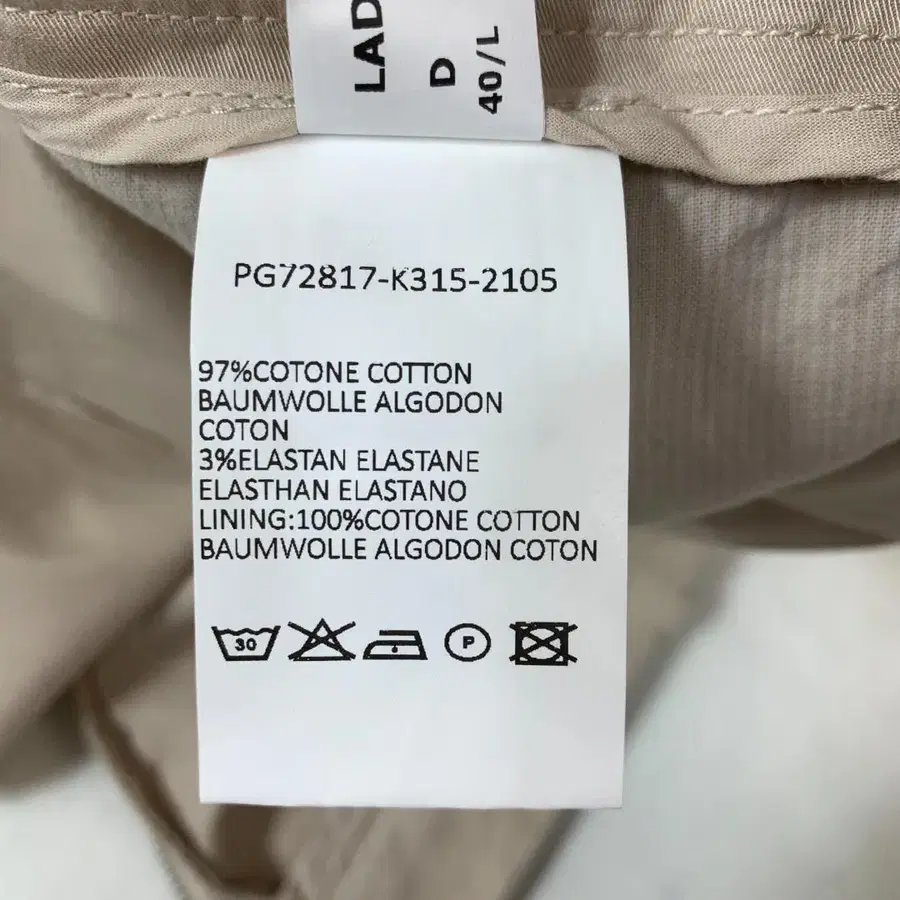 LAD
D
40/L
PG72817-K315-2105
97%COTONE COTTON
BAUMWOLLE ALGODON
COTON
3%ELASTAN ELASTANE
ELASTHAN ELASTANO
LINING:100%COTONE COTTON
BAUMWOLLE ALGODON COTON
30
P